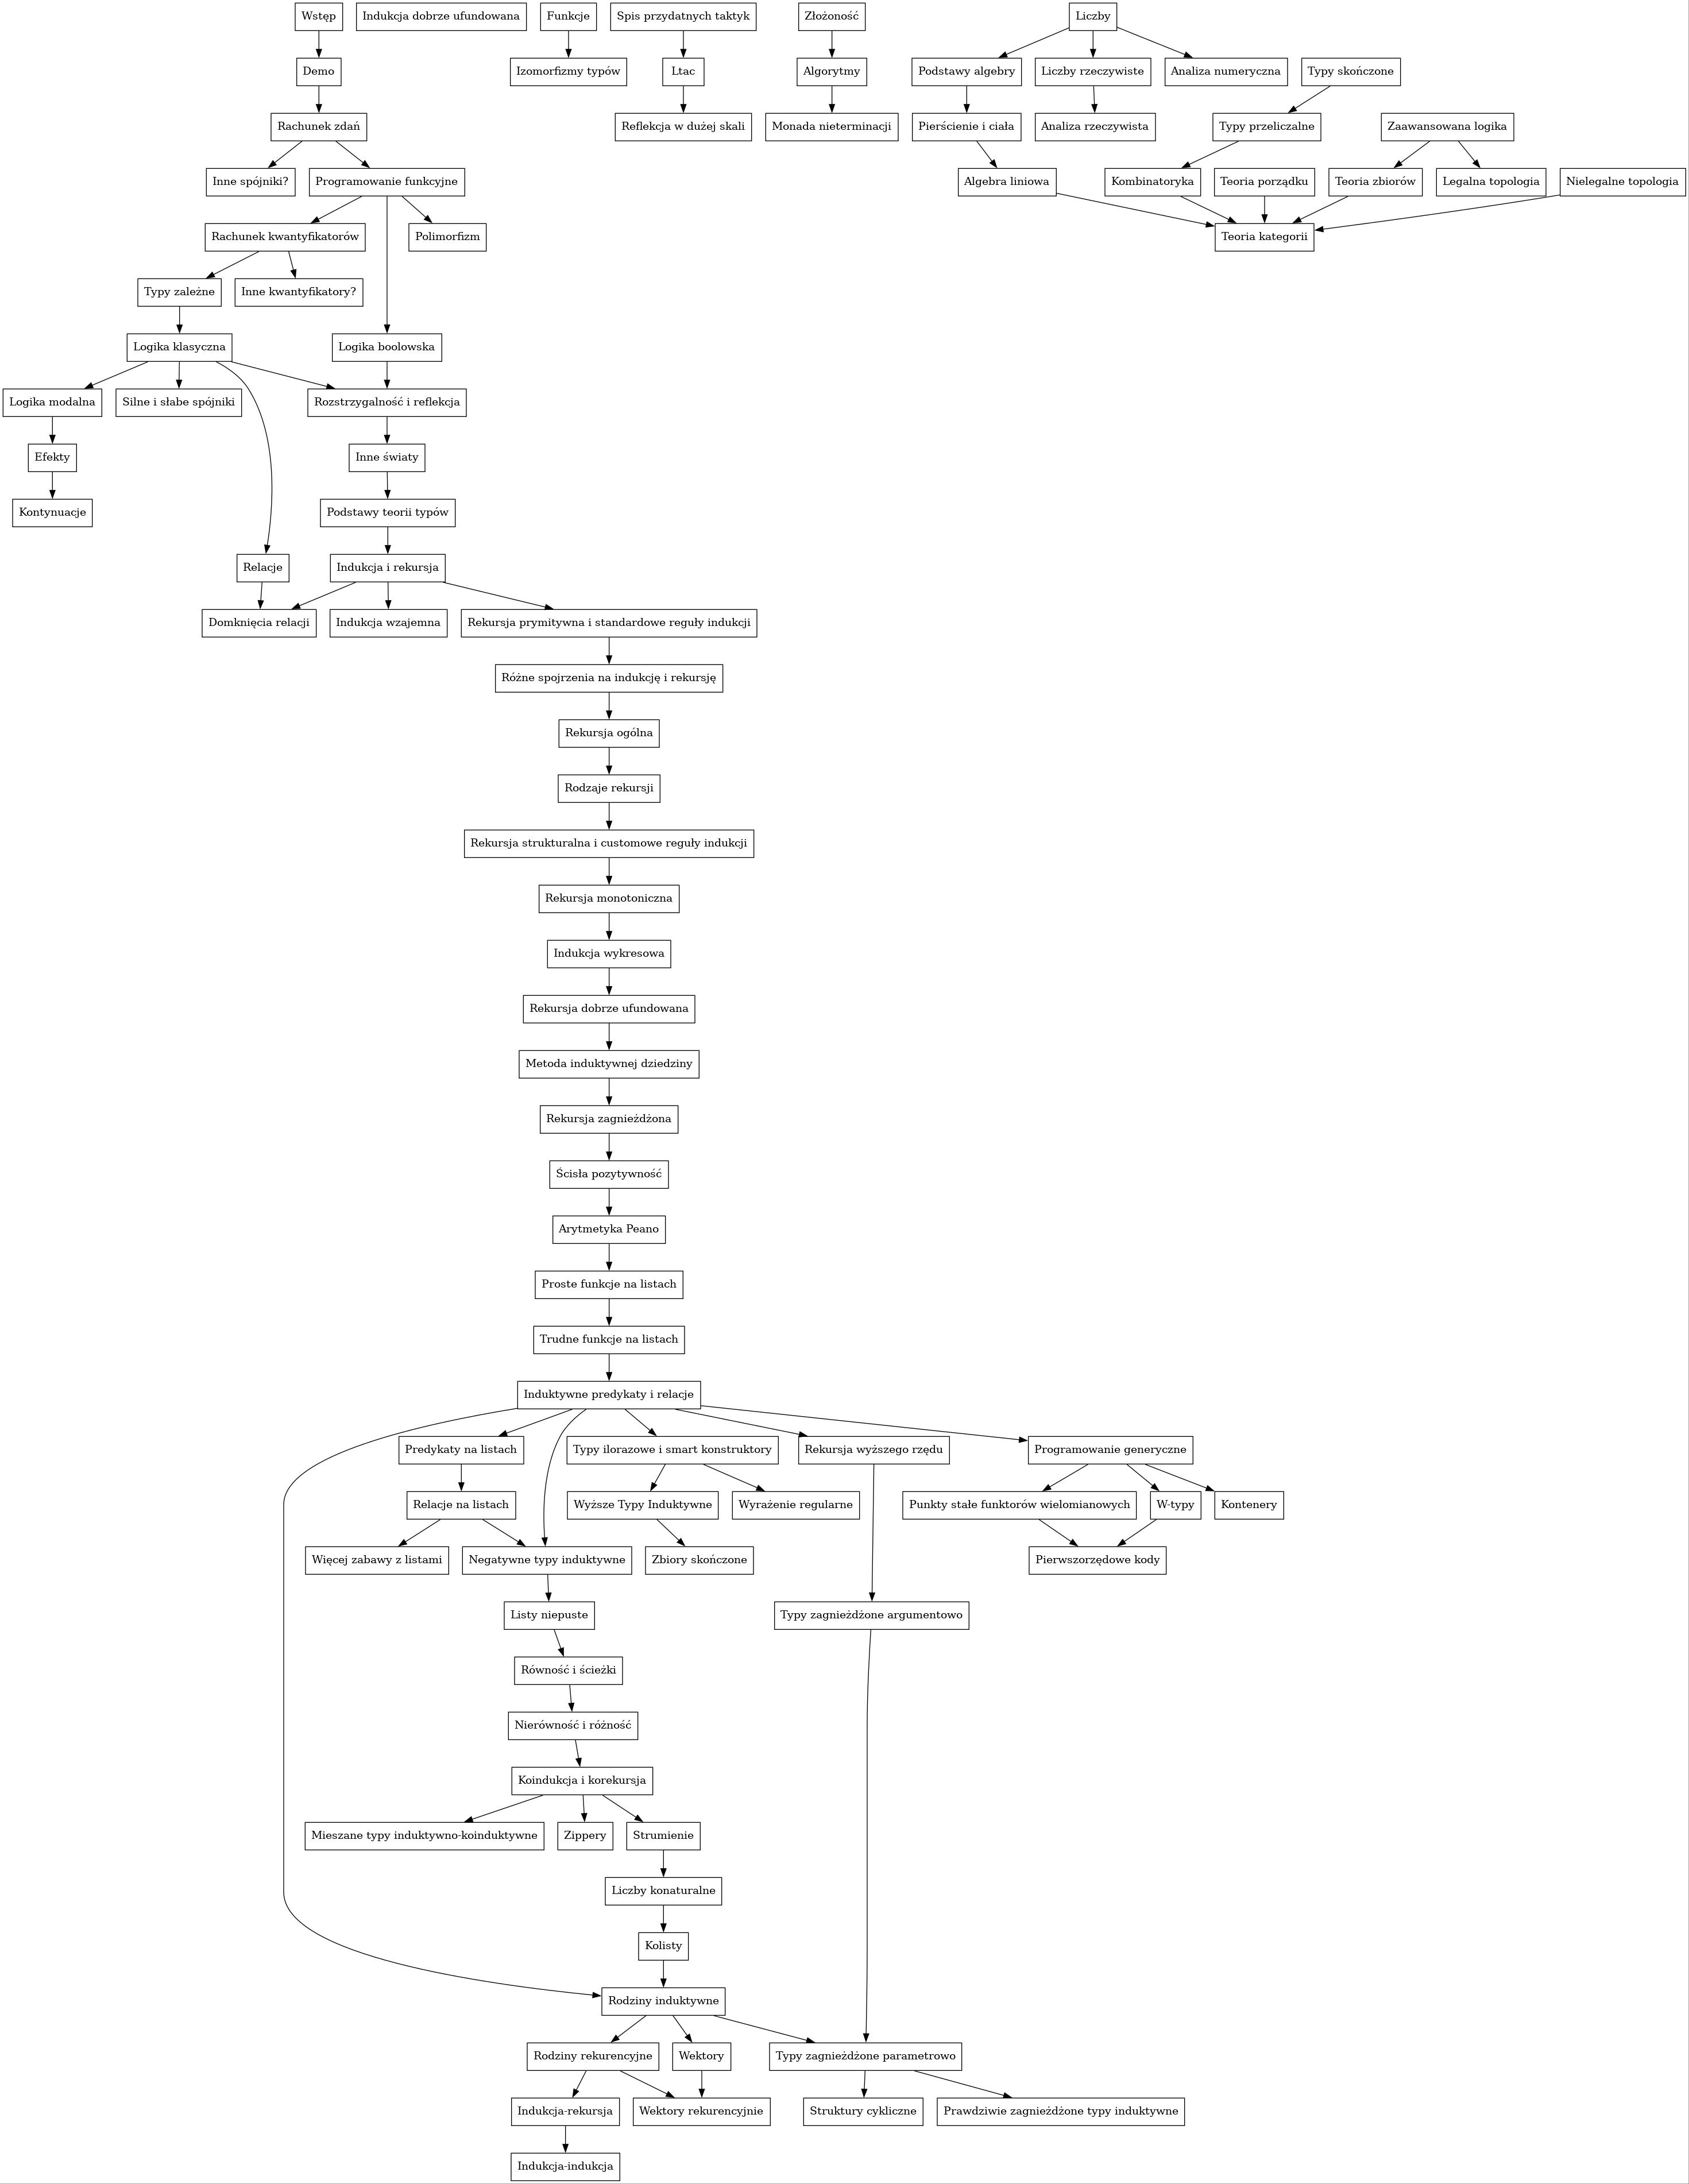 Wstęp
Indukcja dobrze ufundowana
Funkcje
Spis przydatnych taktyk
Złożoność
Liczby
Demo
Izomorfizmy typów
Ltac
Algorytmy
Podstawy algebry
Liczby rzeczywiste
Analiza numeryczna
Typy skończone
Rachunek zdań
Reflekcja w dużej skali
Monada nieterminacji
Pierścienie i ciała
Analiza rzeczywista
Typy przeliczalne
Zaawansowana logika
Inne spójniki?
Programowanie funkcyjne
Algebra liniowa
Kombinatoryka
Teoria porządku
Teoria zbiorów
Legalna topologia
Nielegalne topologia
Rachunek kwantyfikatorów
Polimorfizm
Teoria kategorii
Typy zależne
Inne kwantyfikatory?
Logika klasyczna
Logika boolowska
Logika modalna
Silne i słabe spójniki
Rozstrzygalność i reflekcja
Efekty
Inne światy
Kontynuacje
Podstawy teorii typów
Relacje
Indukcja i rekursja
Domknięcia relacji
Indukcja wzajemna
Rekursja prymitywna i standardowe reguły indukcji
Różne spojrzenia na indukcję i rekursję
Rekursja ogólna
Rodzaje rekursji
Rekursja strukturalna i customowe reguły indukcji
Rekursja monotoniczna
Indukcja wykresowa
Rekursja dobrze ufundowana
Metoda induktywnej dziedziny
Rekursja zagnieżdżona
Ścisła pozytywność
Arytmetyka Peano
Proste funkcje na listach
Trudne funkcje na listach
Induktywne predykaty i relacje
Predykaty na listach
Typy ilorazowe i smart konstruktory
Rekursja wyższego rzędu
Programowanie generyczne
Relacje na listach
Wyższe Typy Induktywne
Wyrażenie regularne
Punkty stałe funktorów wielomianowych
W-typy
Kontenery
Więcej zabawy z listami
Negatywne typy induktywne
Zbiory skończone
Pierwszorzędowe kody
Listy niepuste
Typy zagnieżdżone argumentowo
Równość i ścieżki
Nierówność i różność
Koindukcja i korekursja
Mieszane typy induktywno-koinduktywne
Zippery
Strumienie
Liczby konaturalne
Kolisty
Rodziny induktywne
Rodziny rekurencyjne
Wektory
Typy zagnieżdżone parametrowo
Indukcja-rekursja
Wektory rekurencyjnie
Struktury cykliczne
Prawdziwie zagnieżdżone typy induktywne
Indukcja-indukcja